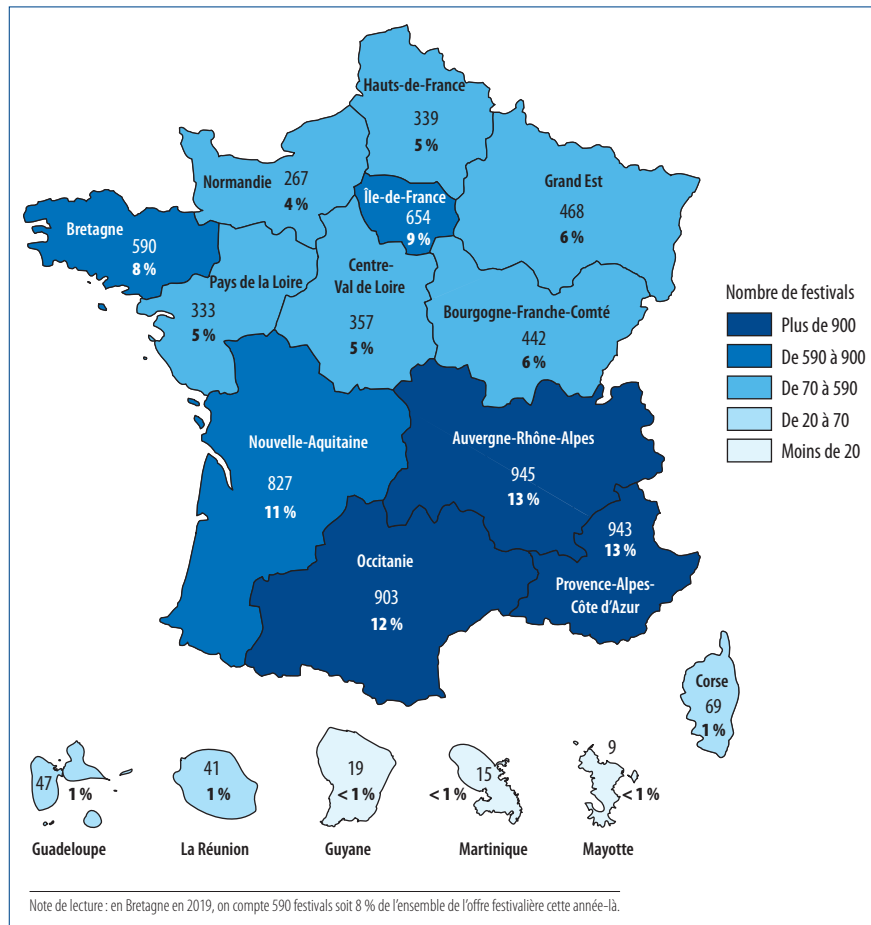 Hauts-de-France
339
5 %
Normandie
267
4 %
Île-de-France
654
9 %
Grand Est
468
6 %
Bretagne
590
8 %
Pays de la Loire
333
5 %
Centre-
Val de Loire
357
5 %
Bourgogne-Franche-Comté
442
6 %
Nombre de festivals
Plus de 900
De 590 à 900
De 70 à 590
De 20 à 70
Moins de 20
Nouvelle-Aquitaine
827
11 %
Auvergne-Rhône-Alpes
945
13 %
943
13 %
Provence-Alpes-
Côte d'Azur
Occitanie
903
12 %
Corse
69
1 %
47
1 %
Guadeloupe
41
1 %
La Réunion
19
< 1 %
Guyane
15
< 1 %
Martinique
9
< 1 %
Mayotte
Note de lecture : en Bretagne en 2019, on compte 590 festivals soit 8 % de l'ensemble de l'offre festivalière cette année-là.